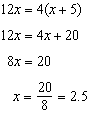 12x = 4(x + 5)
12x = 4x + 20
8x = 20
x = 20/8 = 2.5